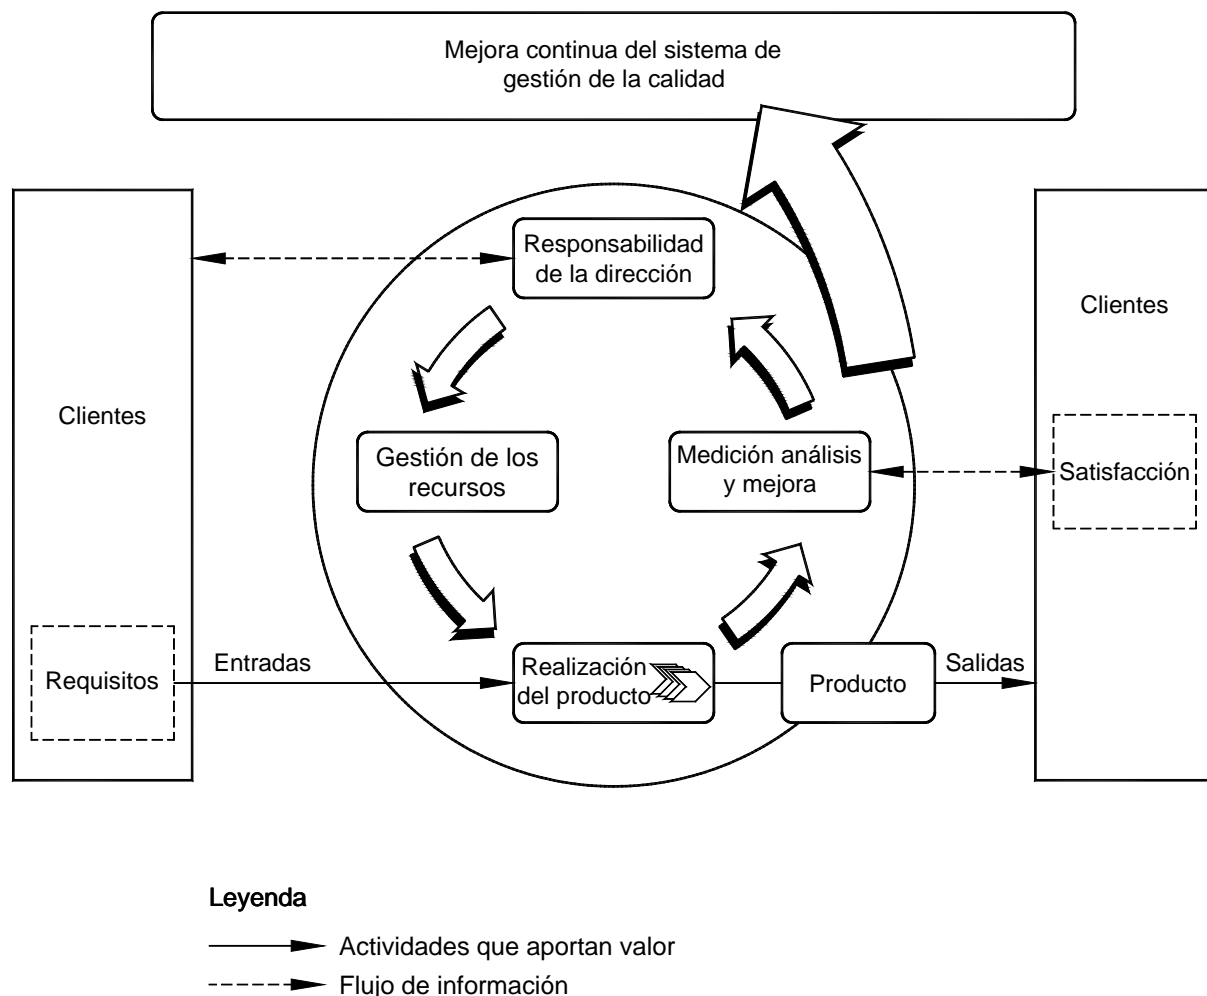 Mejora continua del sistema de
gestión de la calidad
Responsabilidad
de la dirección
Clientes
Clientes
Gestión de los
recursos
Medición análisis
y mejora
Satisfacción
Requisitos
Entradas
Realización
del producto
Producto
Salidas
Leyenda
Actividades que aportan valor
Flujo de información